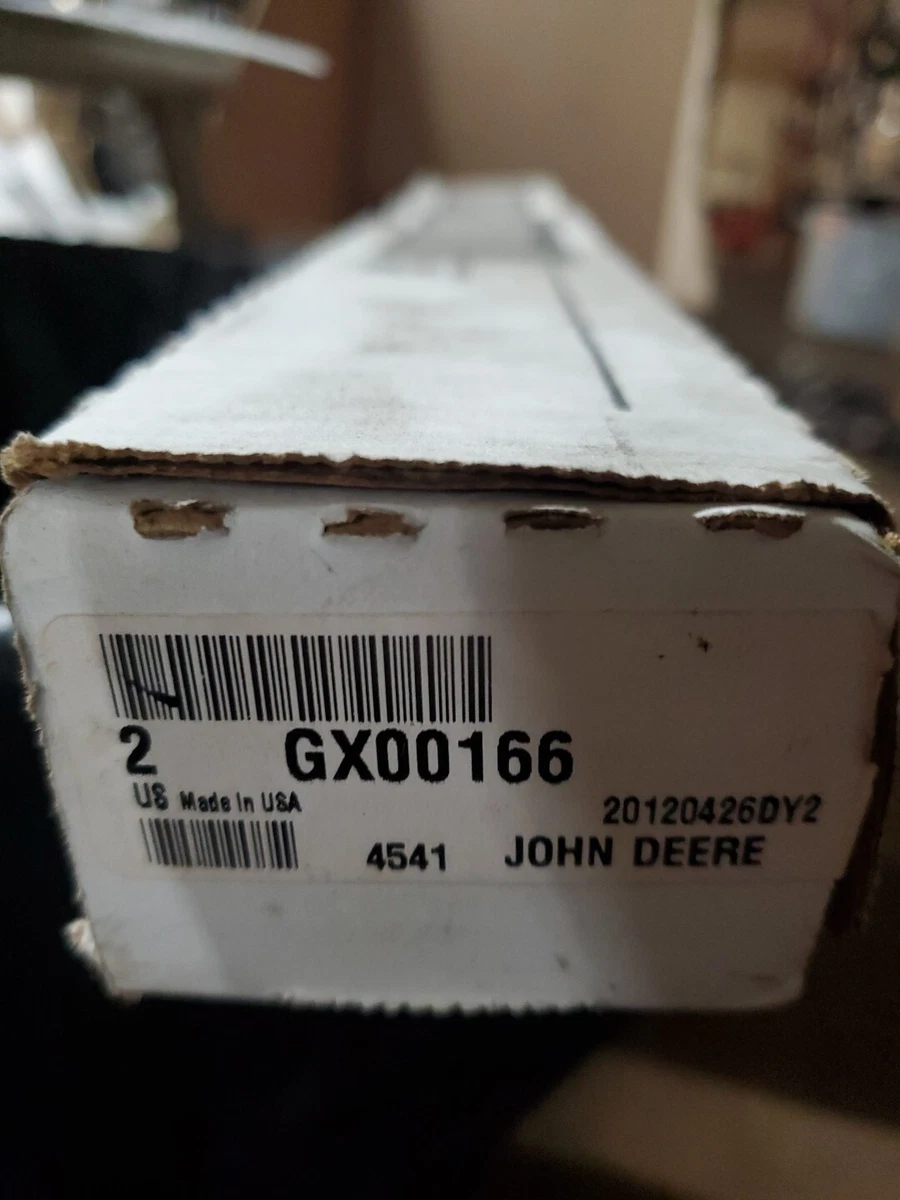 2 GX00166
US Made In USA
20120426DY2
4541 JOHN DEERE